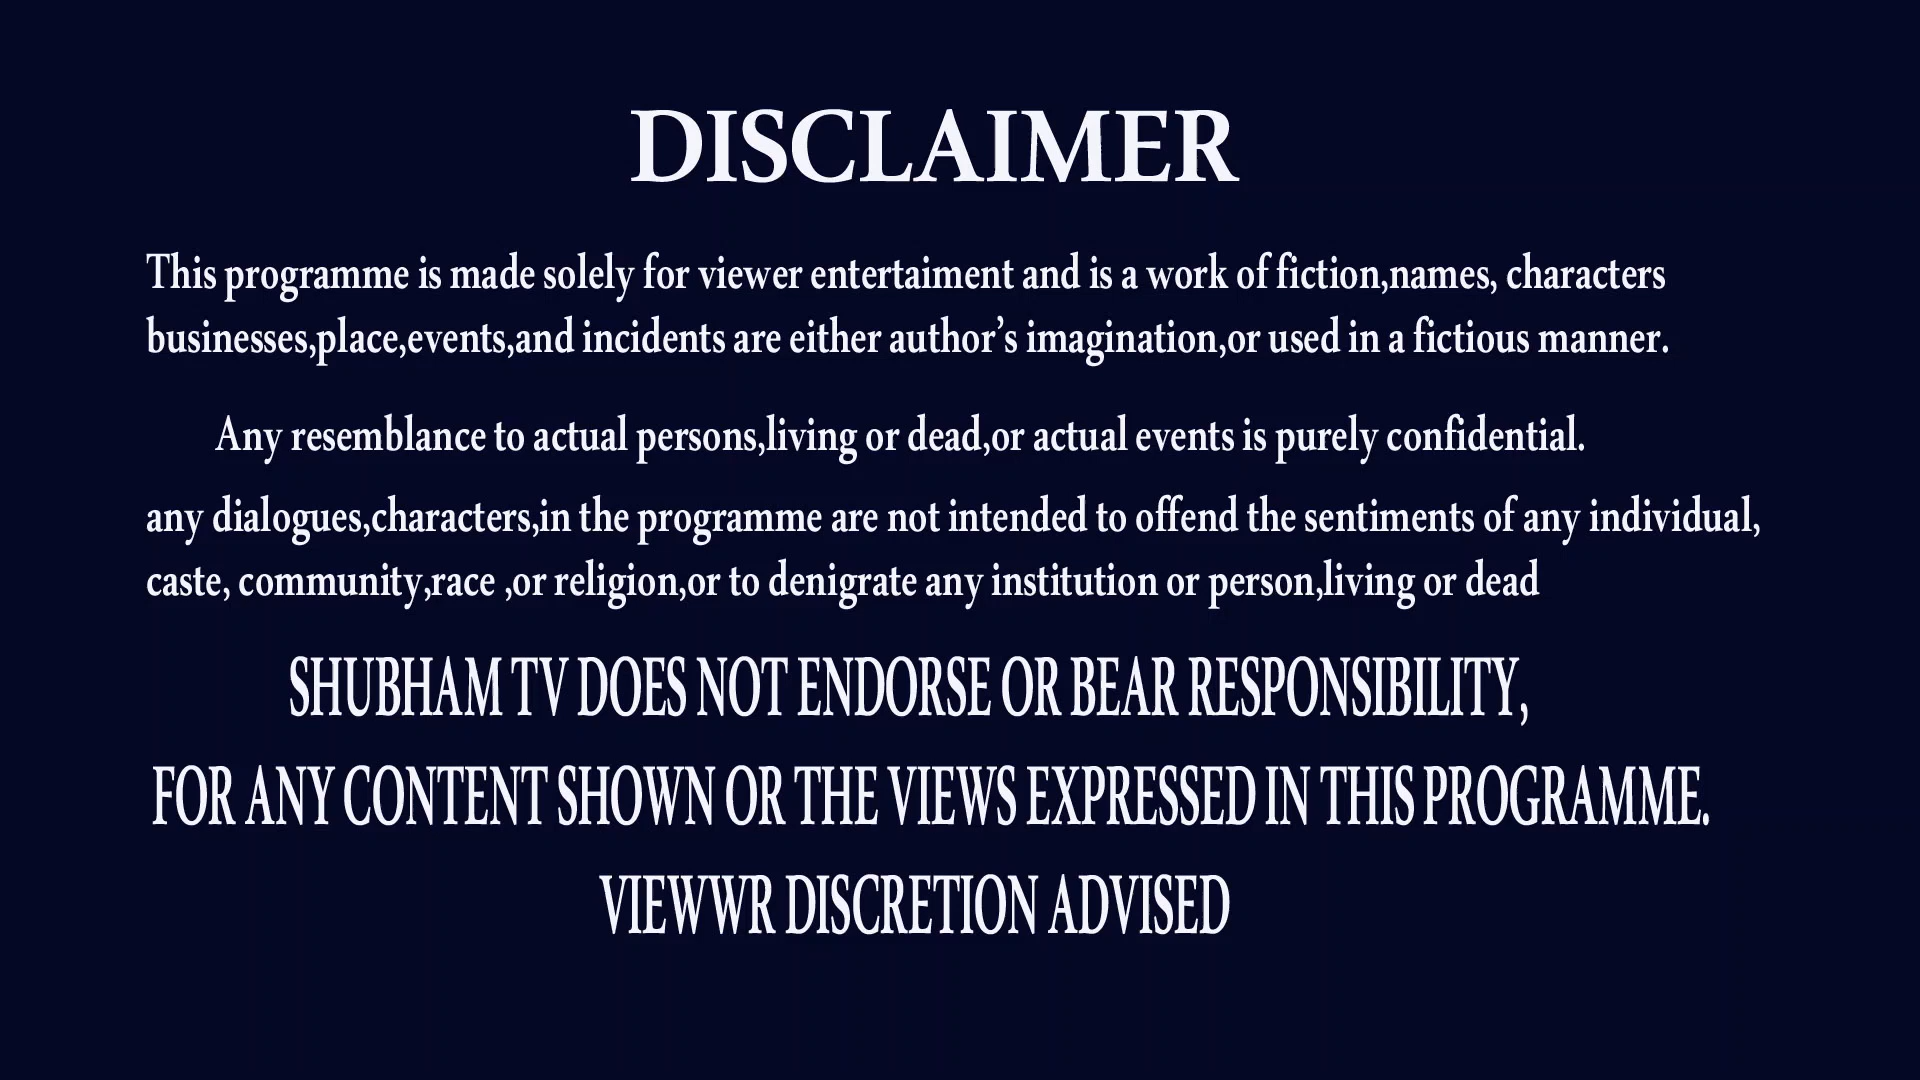 DISCLAIMER
This programme is made solely for viewer entertaiment and is a work of fiction,names, characters
businesses,place,events,and incidents are either author’s imagination,or used in a fictious manner.
Any resemblance to actual persons,living or dead,or actual events is purely confidential.
any dialogues,characters,in the programme are not intended to offend the sentiments of any individual,
caste, community,race ,or religion,or to denigrate any institution or person,living or dead
SHUBHAM TV DOES NOT ENDORSE OR BEAR RESPONSIBILITY,
FOR ANY CONTENT SHOWN OR THE VIEWS EXPRESSED IN THIS PROGRAMME.
VIEWWR DISCRETION ADVISED